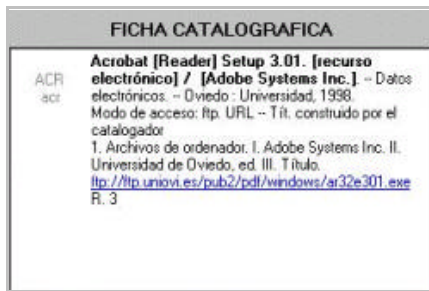 FICHA CATALOGRAFICA
Acrobat [Reader] Setup 3.01. [recurso
ACR
acr
electrónico] / [Adobe Systems Inc.]. -- Datos
electrónicos. -- Oviedo : Universidad, 1998.
Modo de acceso: ftp. URL -- Tít. construido por el
catalogador
1. Archivos de ordenador. I. Adobe Systems Inc. II.
Universidad de Oviedo, ed. III. Título.
ftp://ftp.uniovi.es/pub2/pdf/windows/ar32e301.exe
R. 3